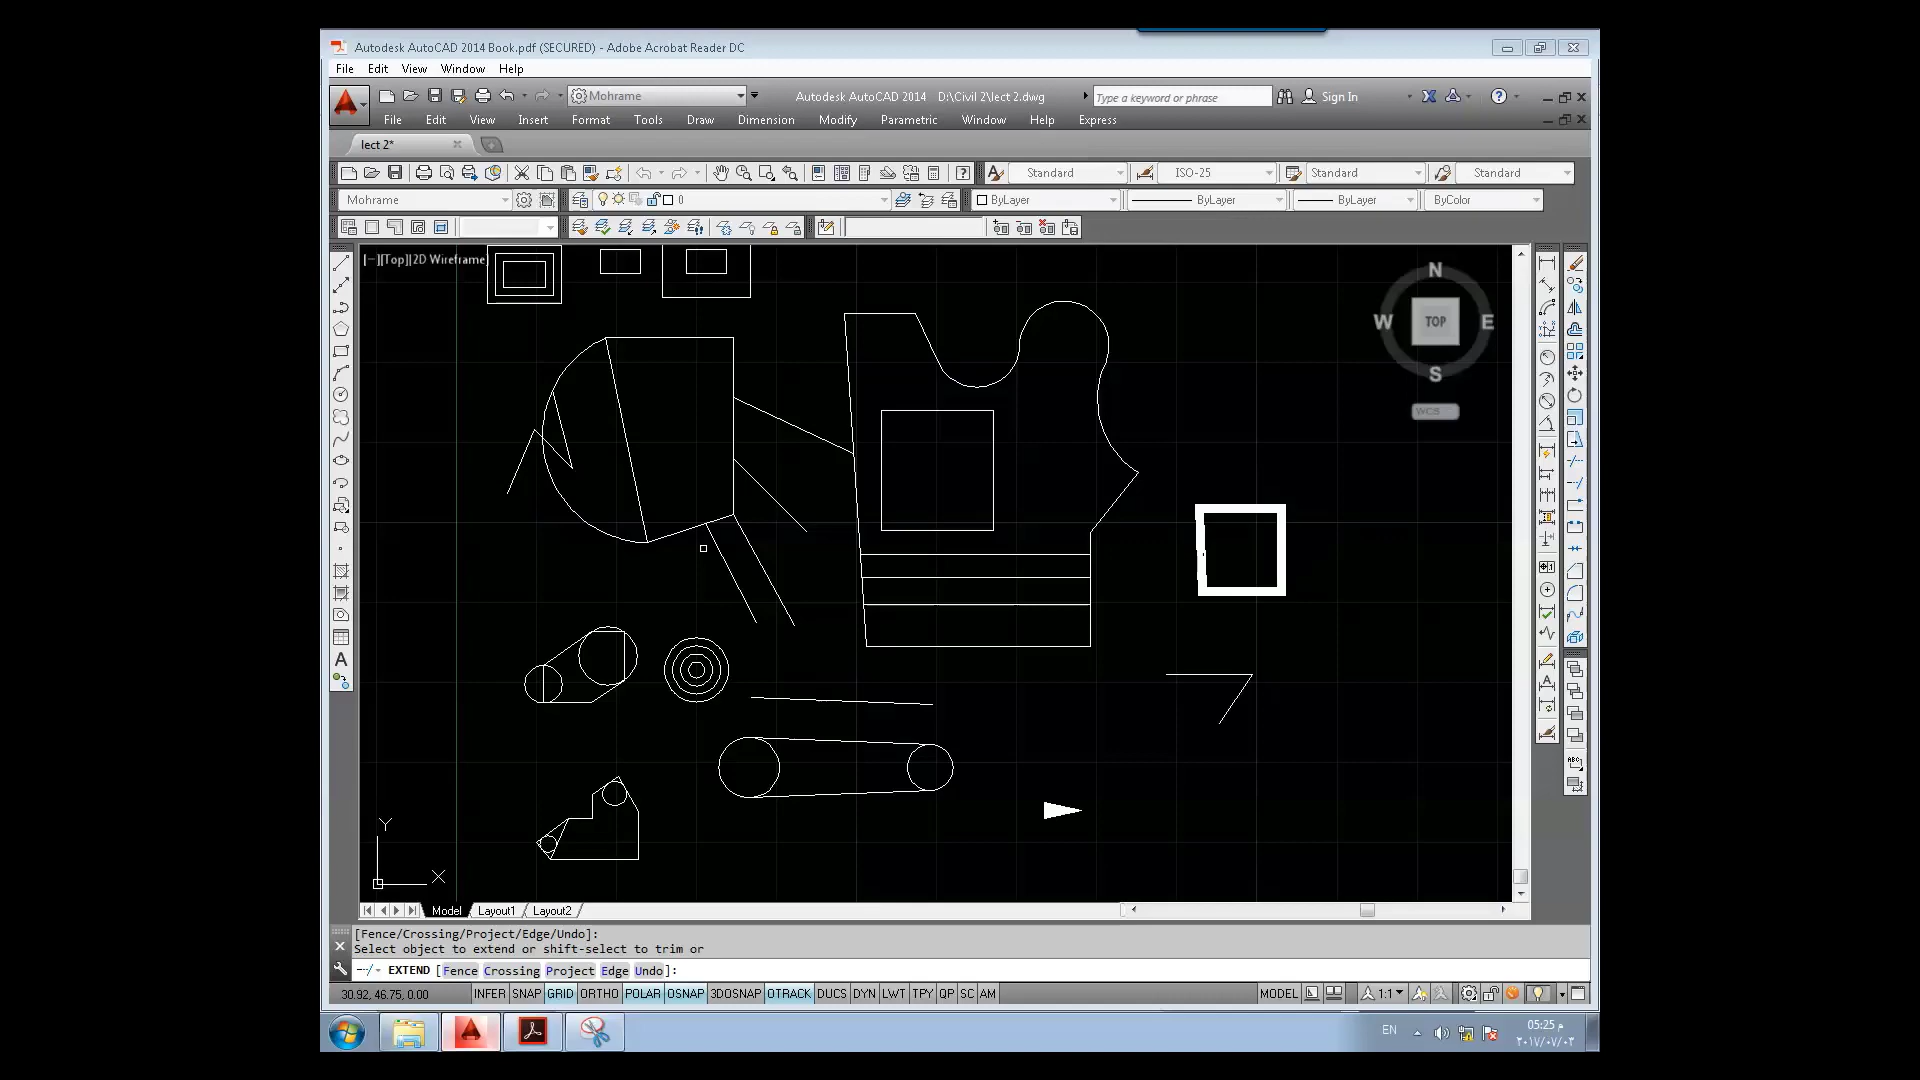 Autodesk AutoCAD 2014 Book.pdf (SECURED) - Adobe Acrobat Reader DC
File Edit View Window Help
Mohrame
Autodesk AutoCAD 2014 D:\Civil 2\lect 2.dwg
Type a keyword or phrase
Sign In
File Edit View Insert Format Tools Draw Dimension Modify Parametric Window Help Express
lect 2*
Standard ISO-25 Standard Standard
Mohrame 0 ByLayer ByLayer ByLayer ByColor
[−][Top][2D Wireframe]
N
W TOP E
S
WCS
Y
X
A
Model Layout1 Layout2
[Fence/Crossing/Project/Edge/Undo]:
Select object to extend or shift-select to trim or
EXTEND [Fence Crossing Project Edge Undo]:
30.92, 46.75, 0.00 INFER SNAP GRID ORTHO POLAR OSNAP 3DOSNAP OTRACK DUCS DYN LWT TPY QP SC AM MODEL 1:1
EN
05:25 م
٢٠١٧/٠٧/٠٣